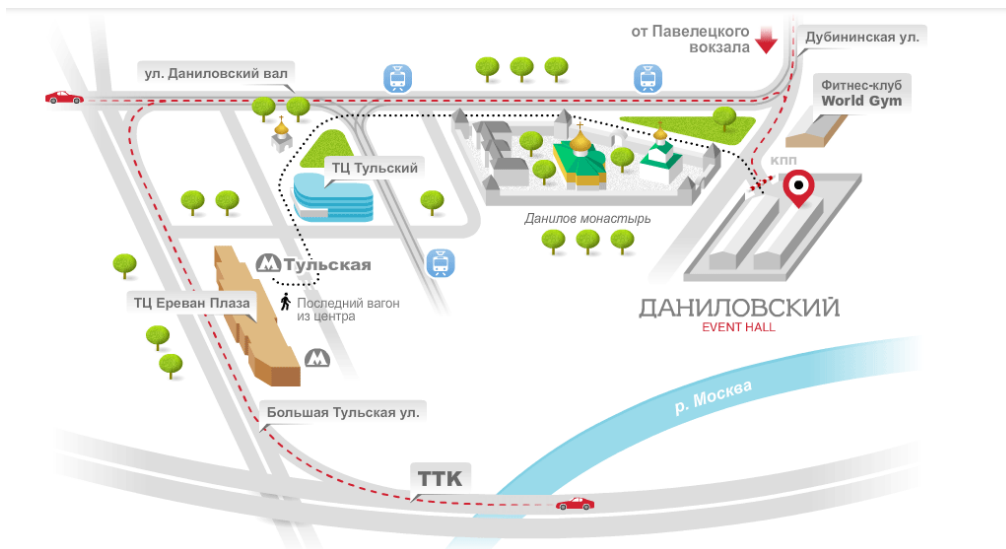 от Павелецкого
вокзала
Дубининская ул.
ул. Даниловский вал
Фитнес-клуб
World Gym
ТЦ Тульский
кпп
Данилов монастырь
Тульская
ТЦ Ереван Плаза
Последний вагон
из центра
ДАНИЛОВСКИЙ
EVENT HALL
р. Москва
Большая Тульская ул.
ТТК